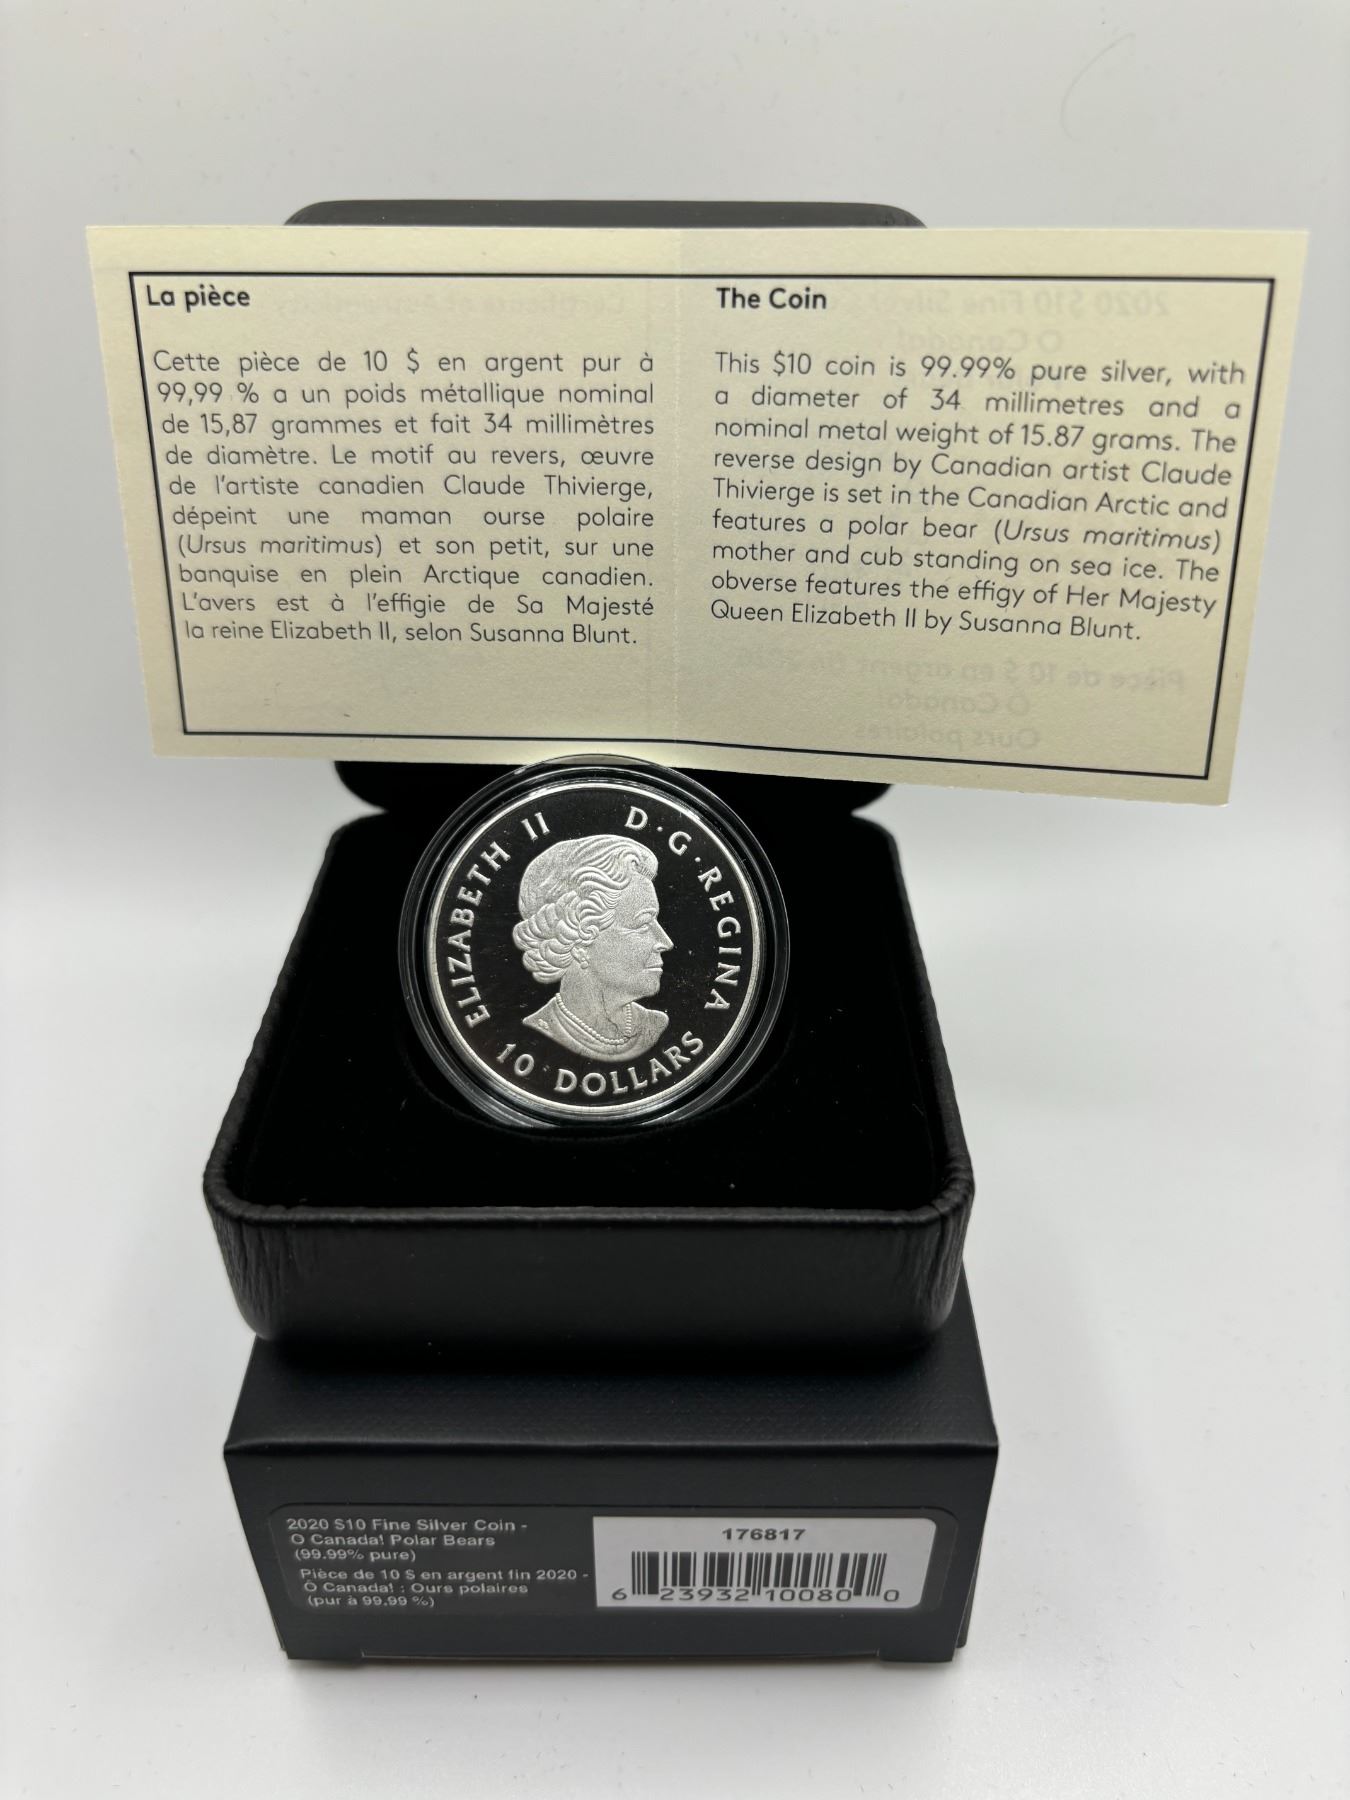 La pièce
Cette pièce de 10 $ en argent pur à
99,99 % a un poids métallique nominal
de 15,87 grammes et fait 34 millimètres
de diamètre. Le motif au revers, œuvre
de l'artiste canadien Claude Thivierge,
dépeint une maman ourse polaire
(Ursus maritimus) et son petit, sur une
banquise en plein Arctique canadien.
L'avers est à l'effigie de Sa Majesté
la reine Elizabeth II, selon Susanna Blunt.
The Coin
This $10 coin is 99.99% pure silver, with
a diameter of 34 millimetres and a
nominal metal weight of 15.87 grams. The
reverse design by Canadian artist Claude
Thivierge is set in the Canadian Arctic and
features a polar bear (Ursus maritimus)
mother and cub standing on sea ice. The
obverse features the effigy of Her Majesty
Queen Elizabeth II by Susanna Blunt.
ELIZABETH II D·G·REGINA
10 DOLLARS
2020 $10 Fine Silver Coin -
O Canada! Polar Bears
(99.99% pure)
Pièce de 10 $ en argent fin 2020 -
Ô Canada! : Ours polaires
(pur à 99.99 %)
176817
6 23932 10080 0